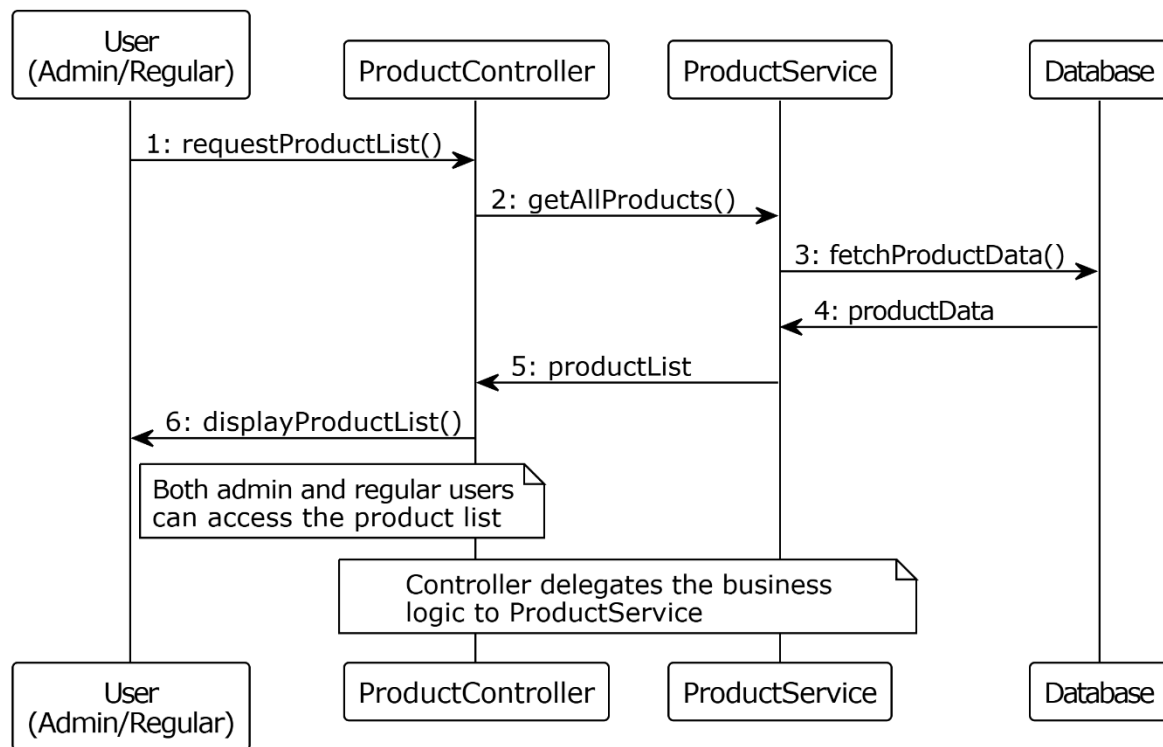 User
(Admin/Regular)
ProductController
ProductService
Database
1: requestProductList()
2: getAllProducts()
3: fetchProductData()
4: productData
5: productList
6: displayProductList()
Both admin and regular users
can access the product list
Controller delegates the business
logic to ProductService
User
(Admin/Regular)
ProductController
ProductService
Database